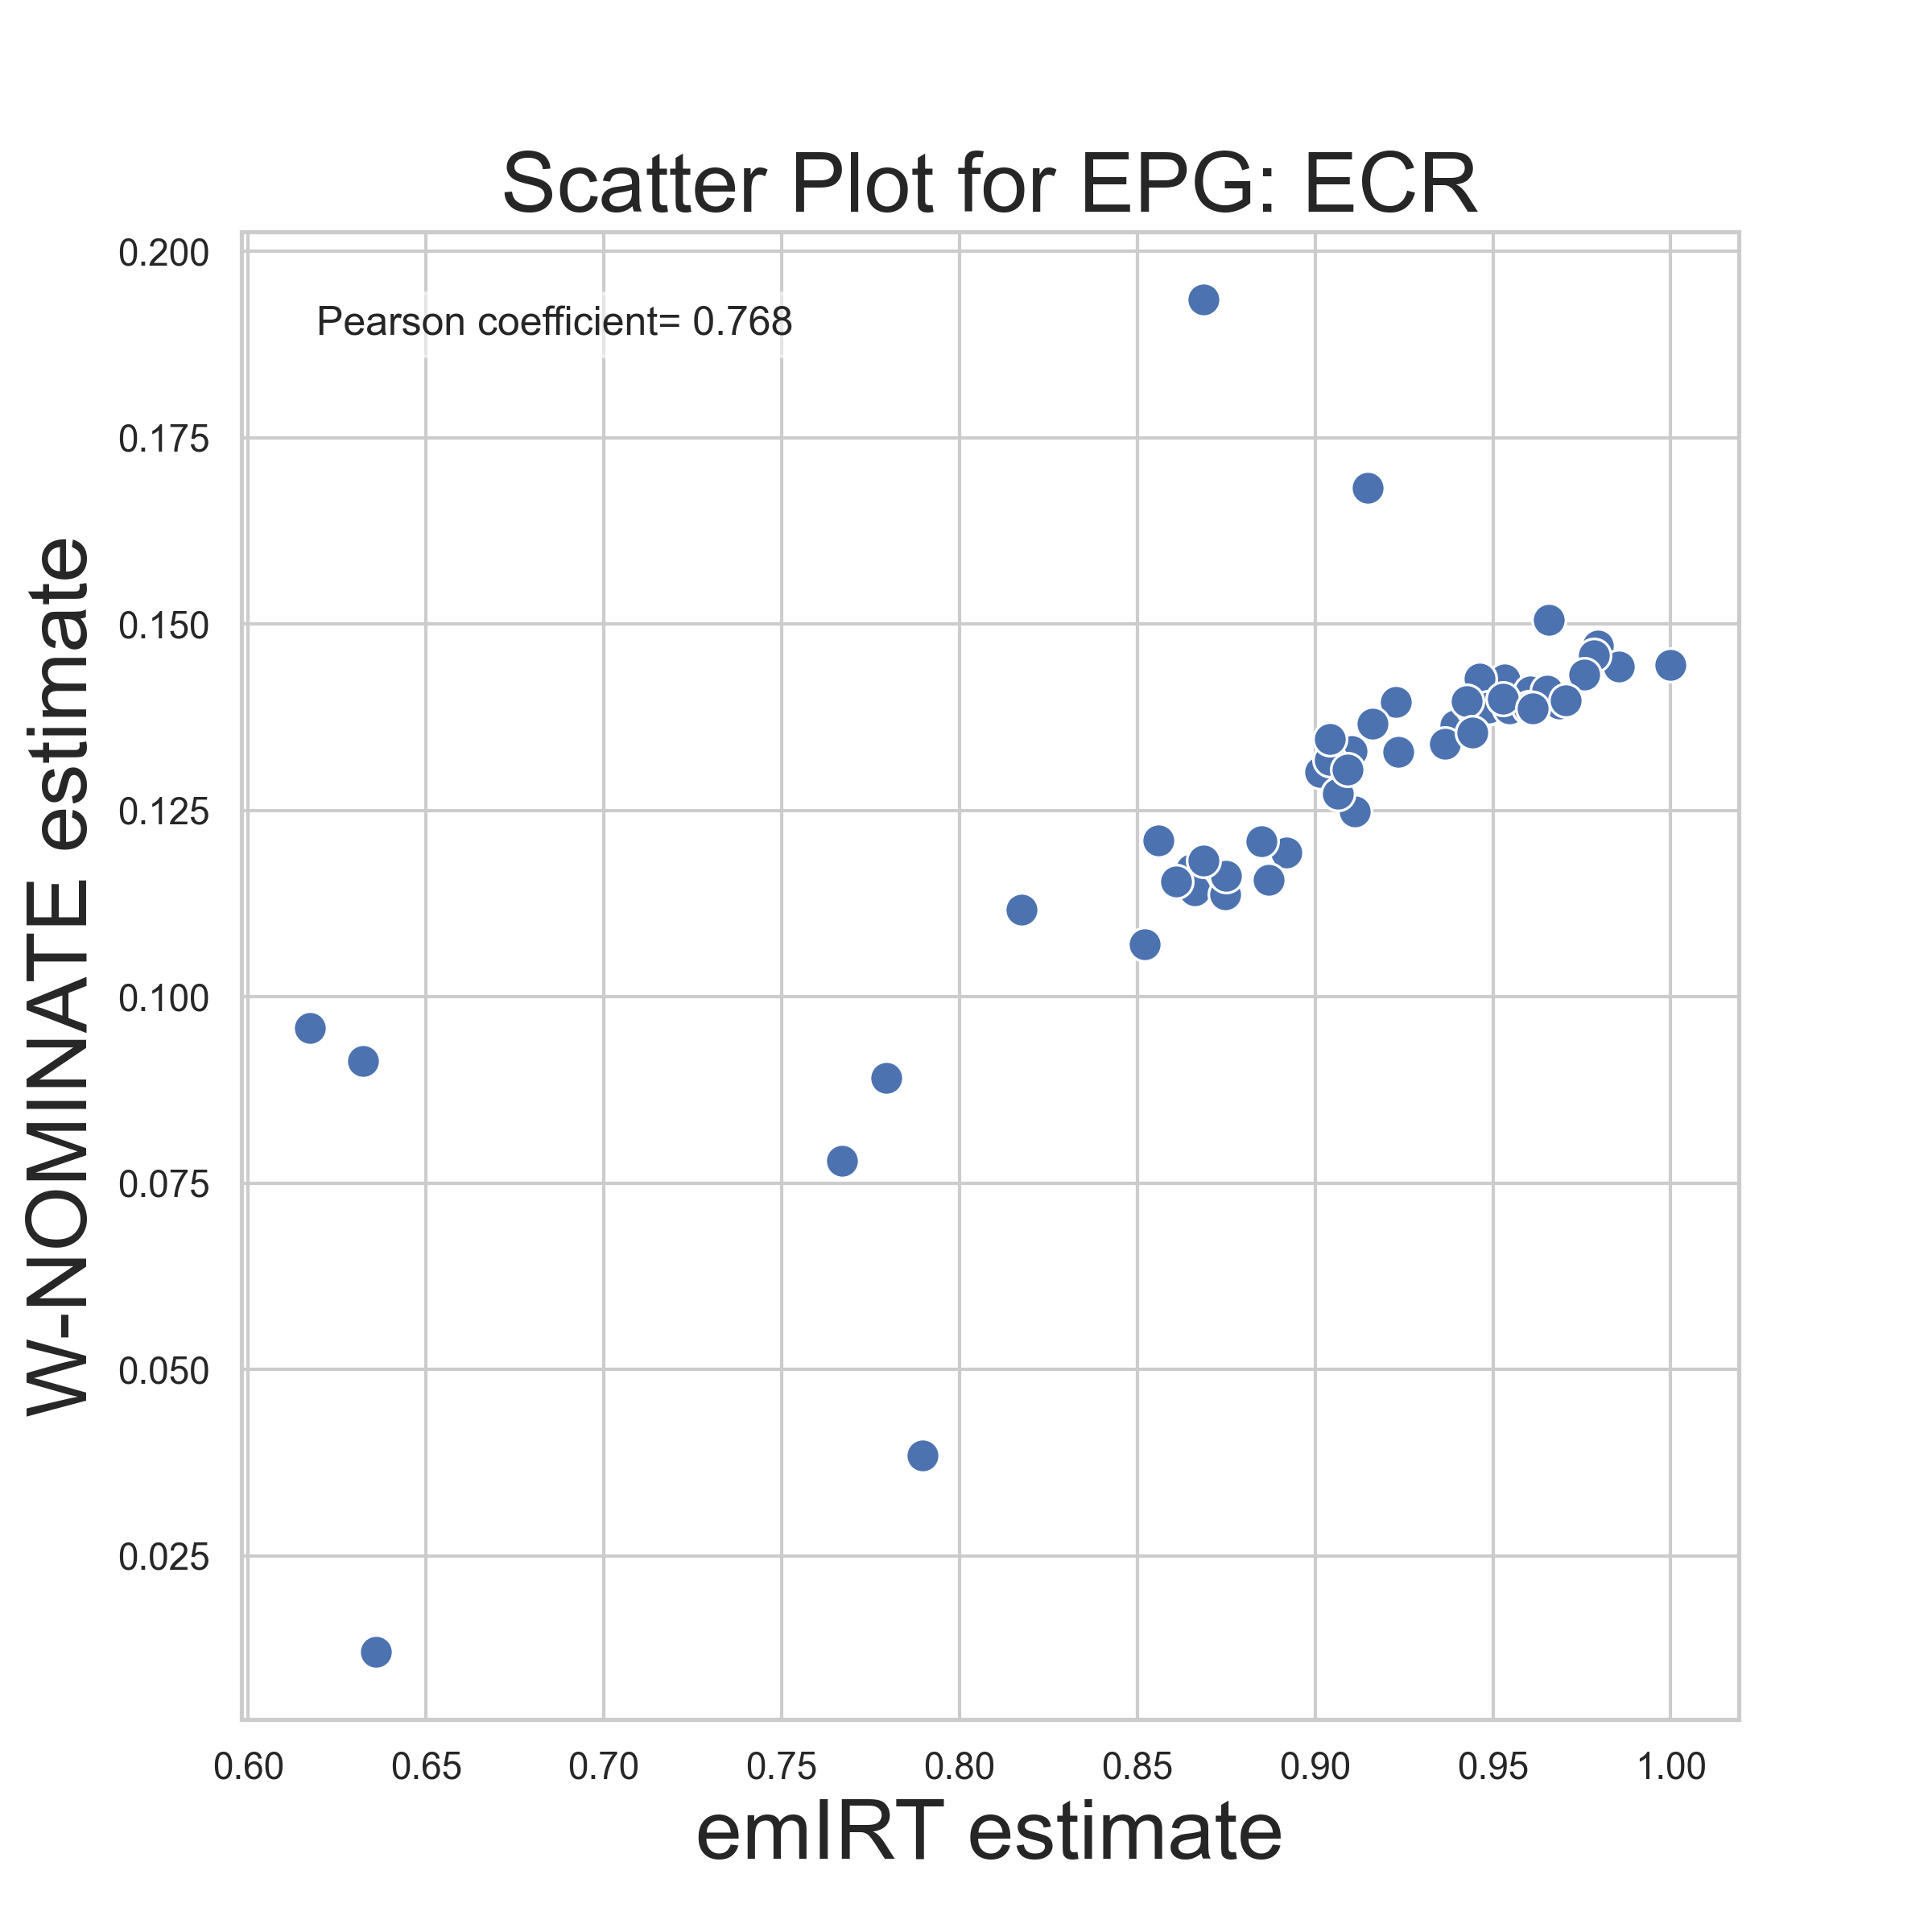 Scatter Plot for EPG: ECR
Pearson coefficient= 0.768
W-NOMINATE estimate
0.200
0.175
0.150
0.125
0.100
0.075
0.050
0.025
0.60 0.65 0.70 0.75 0.80 0.85 0.90 0.95 1.00
emIRT estimate